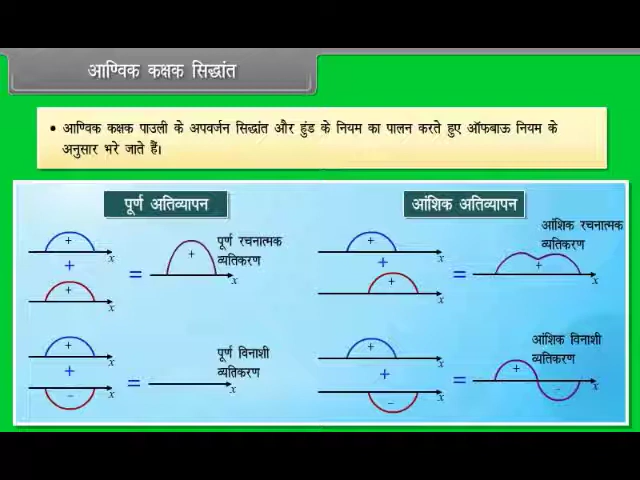 आण्विक कक्षक सिद्धांत
• आण्विक कक्षक पाउली के अपवर्जन सिद्धांत और हुंड के नियम का पालन करते हुए ऑफबाऊ नियम के
अनुसार भरे जाते हैं।
पूर्ण अतिव्यापन
+
x
+
+
x
=
+
x
पूर्ण रचनात्मक
व्यतिकरण
+
x
+
−
x
=
x
पूर्ण विनाशी
व्यतिकरण
आंशिक अतिव्यापन
+
x
+
+
x
=
+
x
आंशिक रचनात्मक
व्यतिकरण
+
x
+
−
x
=
+
−
x
आंशिक विनाशी
व्यतिकरण